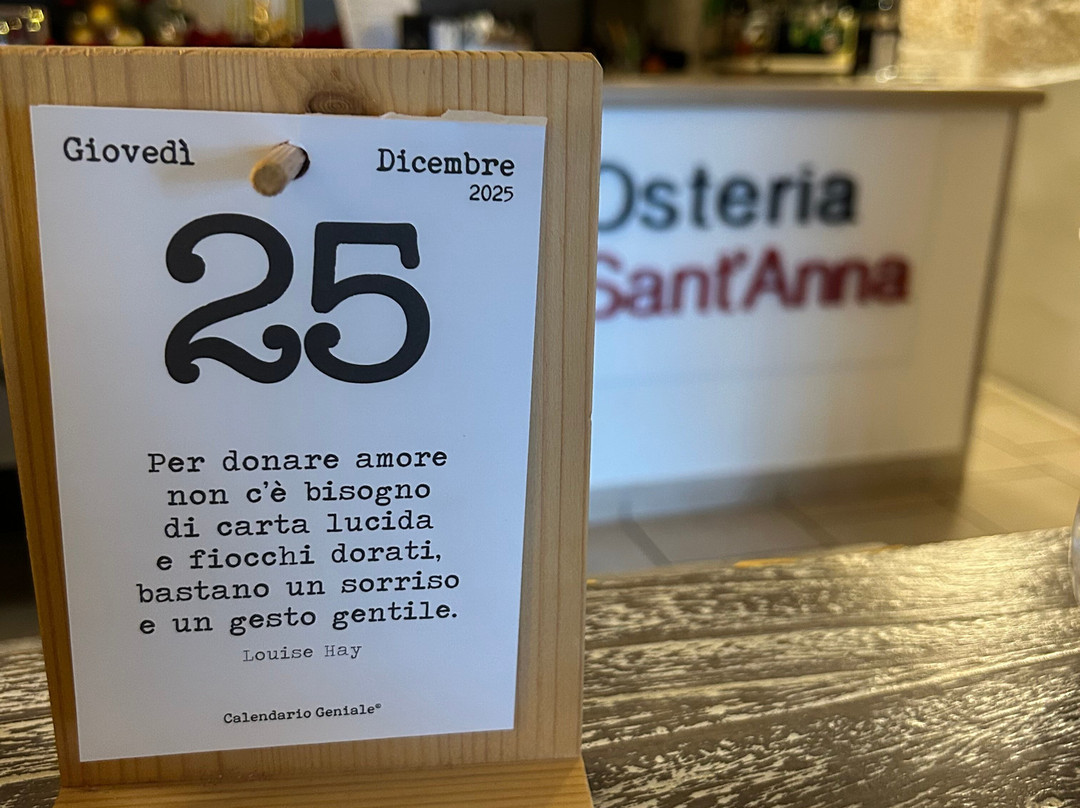 Giovedì
Dicembre
2025
25
Per donare amore
non c'è bisogno
di carta lucida
e fiocchi dorati,
bastano un sorriso
e un gesto gentile.
Louise Hay
Calendario Geniale®
Osteria
Sant'Anna